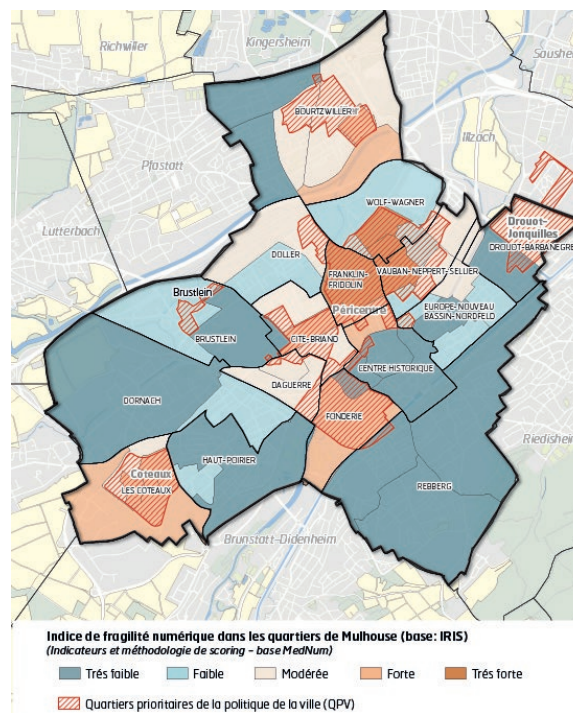 Richwiller
Kingersheim
Sausheim
BOURTZWILLER
Illzach
Pfastatt
WOLF-WAGNER
Lutterbach
Drouot-
Jonquilles
DROUOT-BARBANEGRE
DOLLER
FRANKLIN-
FRIDOLIN
VAUBAN-NEPPERT-SELLIER
Brustlein
Péricentre
EUROPE-NOUVEAU
BASSIN-NORDFELD
BRUSTLEIN
CITE-BRIAND
CENTRE HISTORIQUE
DAGUERRE
DORNACH
FONDERIE
Riedisheim
HAUT-POIRIER
Coteaux
LES COTEAUX
REBBERG
Brunstatt-Didenheim
Indice de fragilité numérique dans les quartiers de Mulhouse (base: IRIS)
(Indicateurs et méthodologie de scoring – base MedNum)
Trés faible Faible Modérée Forte Trés forte
Quartiers prioritaires de la politique de la ville (QPV)